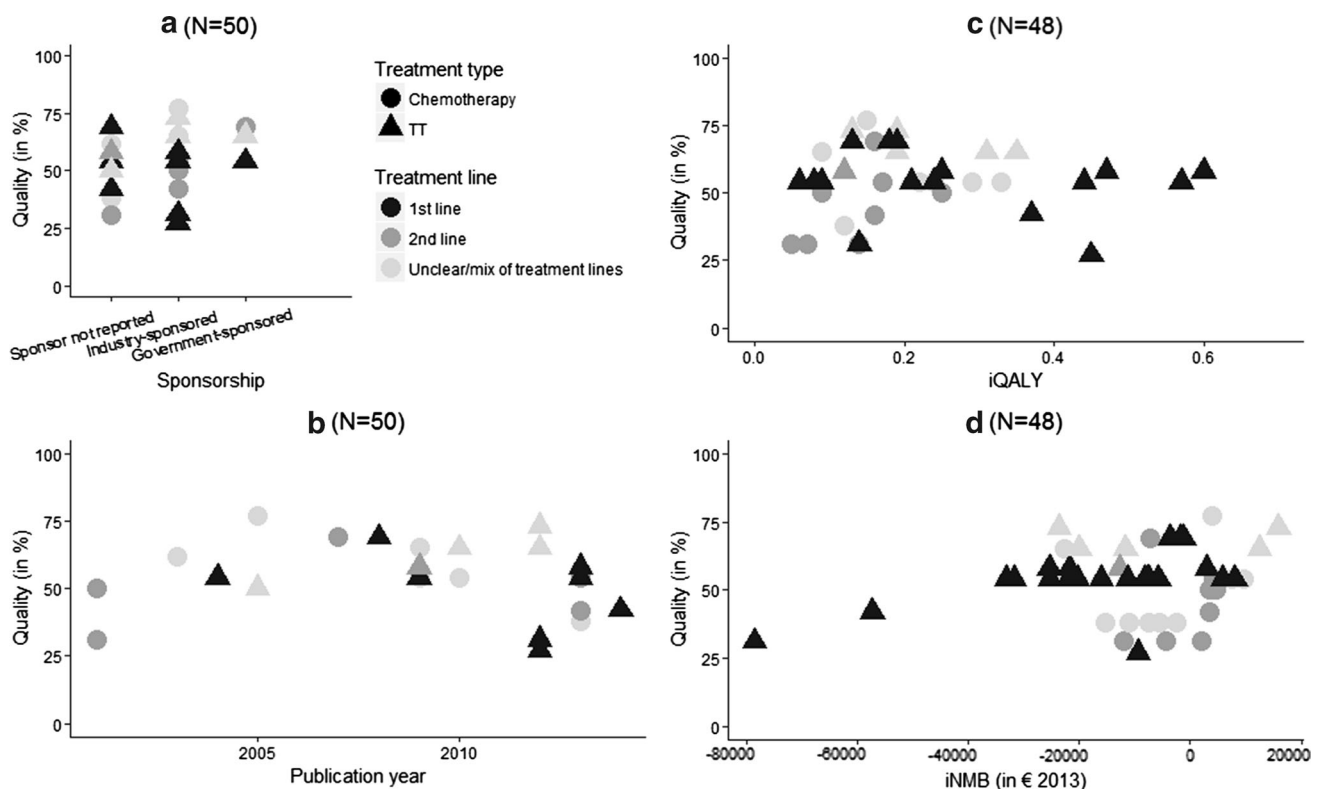 a (N=50)
100
75
50
25
0
Quality (in %)
Sponsor not reported
Industry-sponsored
Government-sponsored
Sponsorship
Treatment type
Chemotherapy
TT
Treatment line
1st line
2nd line
Unclear/mix of treatment lines
c (N=48)
100
75
50
25
0
Quality (in %)
0.0
0.2
0.4
0.6
iQALY
b (N=50)
100
75
50
25
0
Quality (in %)
2005
2010
Publication year
d (N=48)
100
75
50
25
0
Quality (in %)
-80000
-60000
-40000
-20000
0
20000
iNMB (in € 2013)